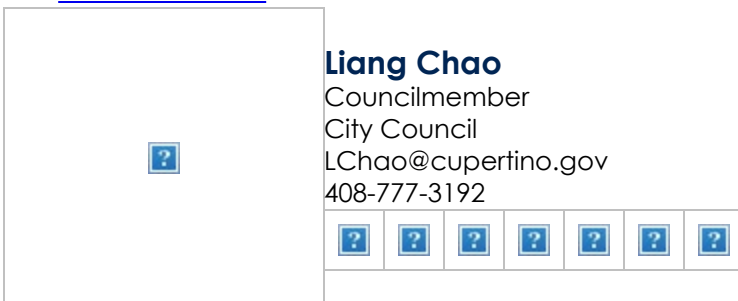 Liang Chao
Councilmember
City Council
LChao@cupertino.gov
408-777-3192